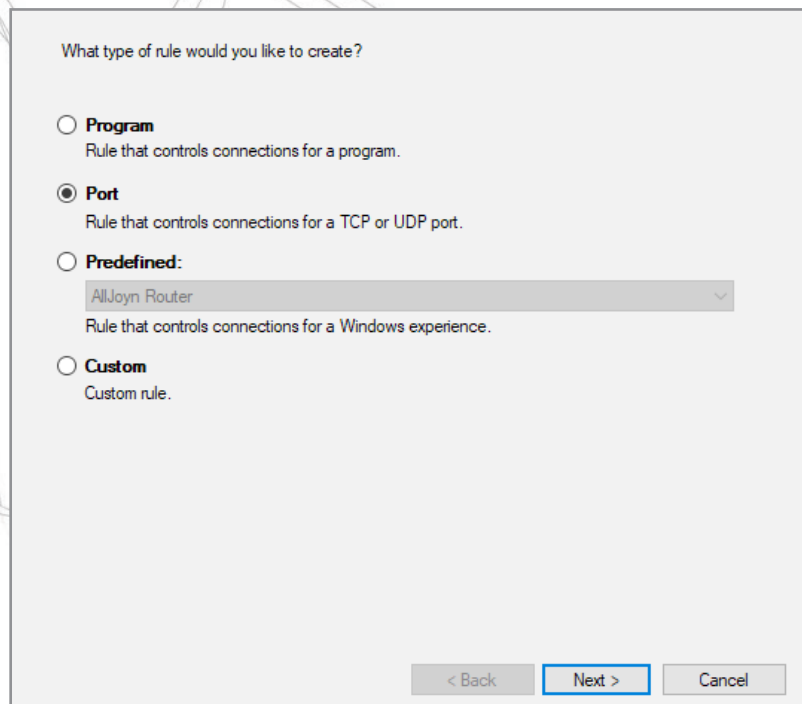 What type of rule would you like to create?
Program
Rule that controls connections for a program.
Port
Rule that controls connections for a TCP or UDP port.
Predefined:
AllJoyn Router
Rule that controls connections for a Windows experience.
Custom
Custom rule.
< Back
Next >
Cancel